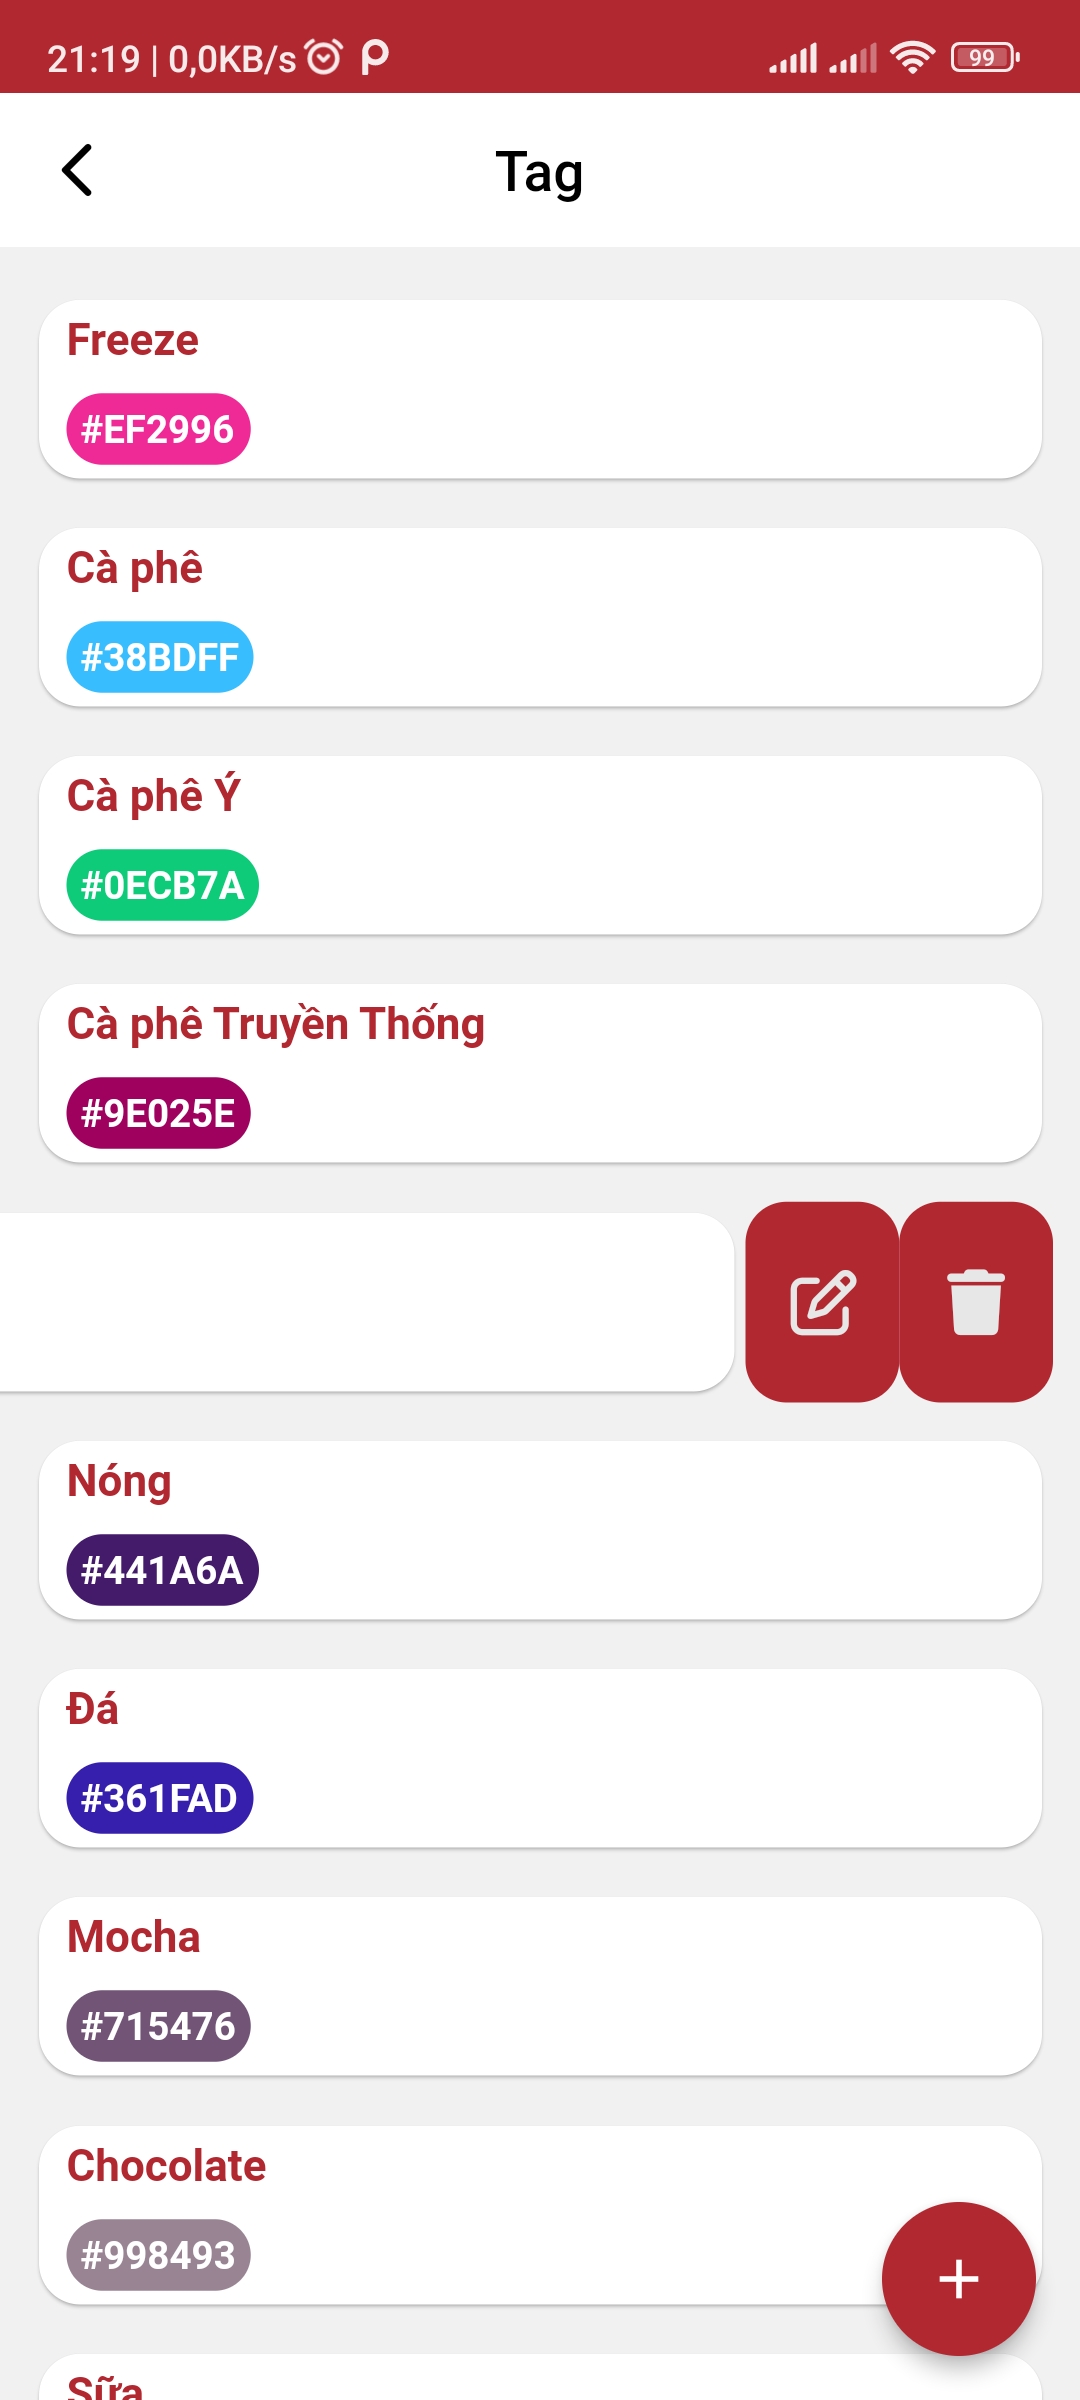 21:19 | 0,0KB/s
99
Tag
Freeze
#EF2996
Cà phê
#38BDFF
Cà phê Ý
#0ECB7A
Cà phê Truyền Thống
#9E025E
Nóng
#441A6A
Đá
#361FAD
Mocha
#715476
Chocolate
#998493
Sữa